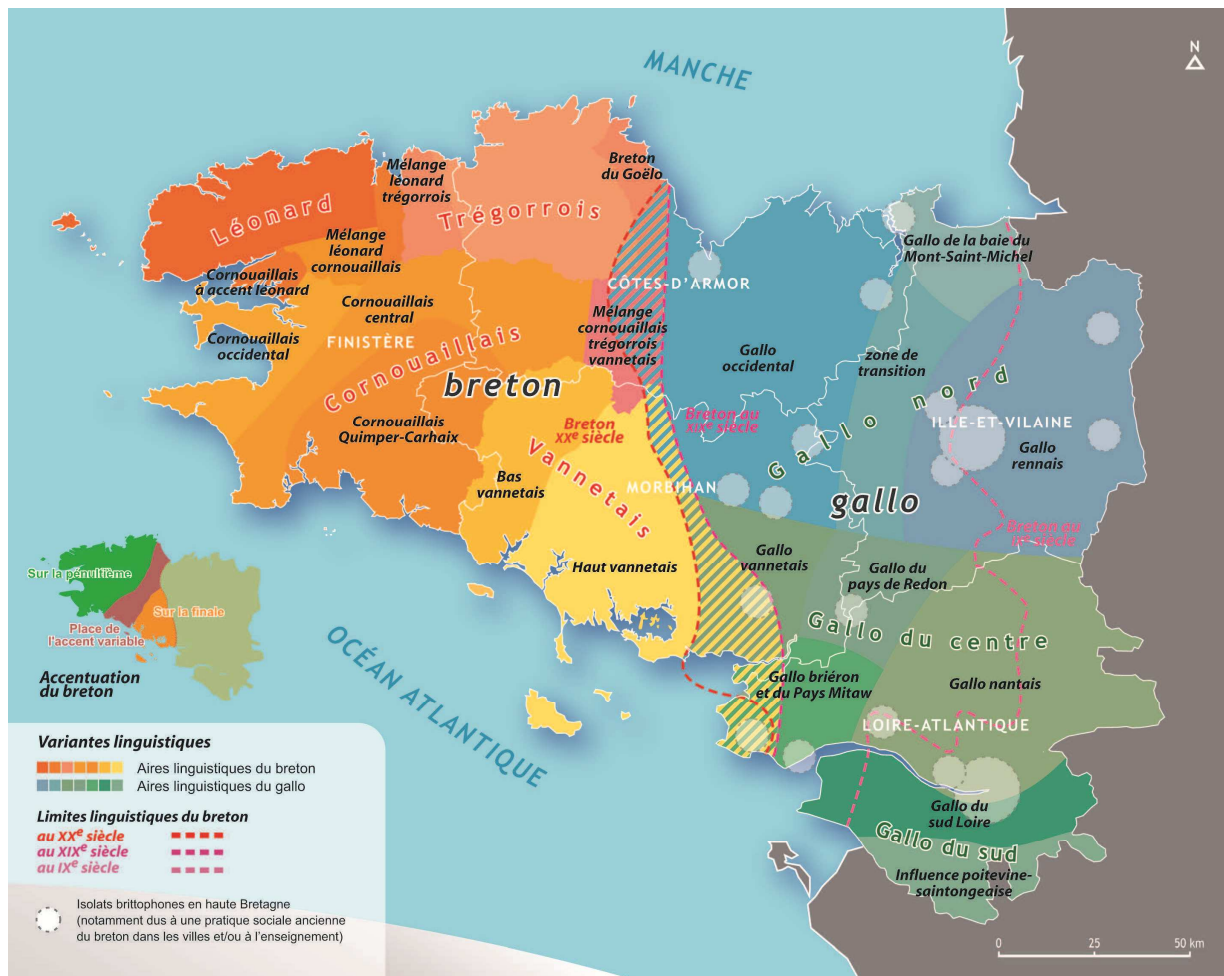 N
MANCHE
Breton
du Goëlo
Mélange
léonard
trégorrois
Trégorrois
Léonard
Mélange
léonard
cornouaillais
Gallo de la baie du
Mont-Saint-Michel
Cornouaillais
à accent léonard
CÔTES-D'ARMOR
Cornouaillais
central
Mélange
cornouaillais
trégorrois
vannetais
Cornouaillais
occidental
FINISTÈRE
Gallo
occidental
zone de
transition
Cornouaillais
breton
Gallo nord
Cornouaillais
Quimper-Carhaix
Breton
XXe siècle
Breton au
XIXe siècle
ILLE-ET-VILAINE
Gallo
rennais
Vannetais
Bas
vannetais
MORBIHAN
gallo
Breton au
IXe siècle
Haut vannetais
Gallo
vannetais
Gallo du
pays de Redon
Sur la pénultième
Sur la finale
Place de
l'accent variable
Accentuation
du breton
OCÉAN ATLANTIQUE
Gallo du centre
Gallo briéron
et du Pays Mitaw
Gallo nantais
LOIRE-ATLANTIQUE
Gallo du
sud Loire
Gallo du sud
Influence poitevine-
saintongeaise
Variantes linguistiques
Aires linguistiques du breton
Aires linguistiques du gallo
Limites linguistiques du breton
au XXe siècle
au XIXe siècle
au IXe siècle
Isolats brittophones en haute Bretagne
(notamment dus à une pratique sociale ancienne
du breton dans les villes et/ou à l'enseignement)
0 25 50 km